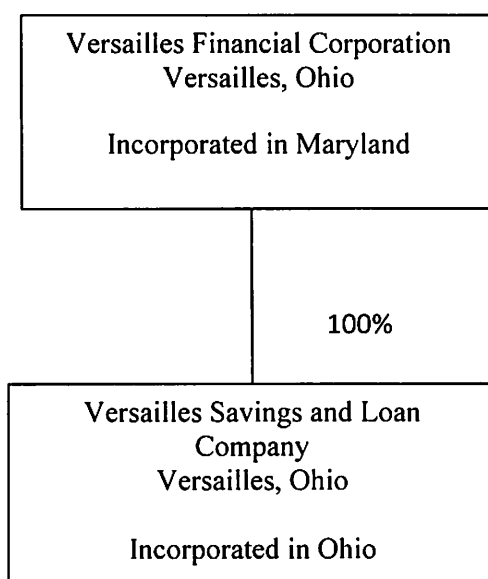 Versailles Financial Corporation
Versailles, Ohio
Incorporated in Maryland
100%
Versailles Savings and Loan
Company
Versailles, Ohio
Incorporated in Ohio